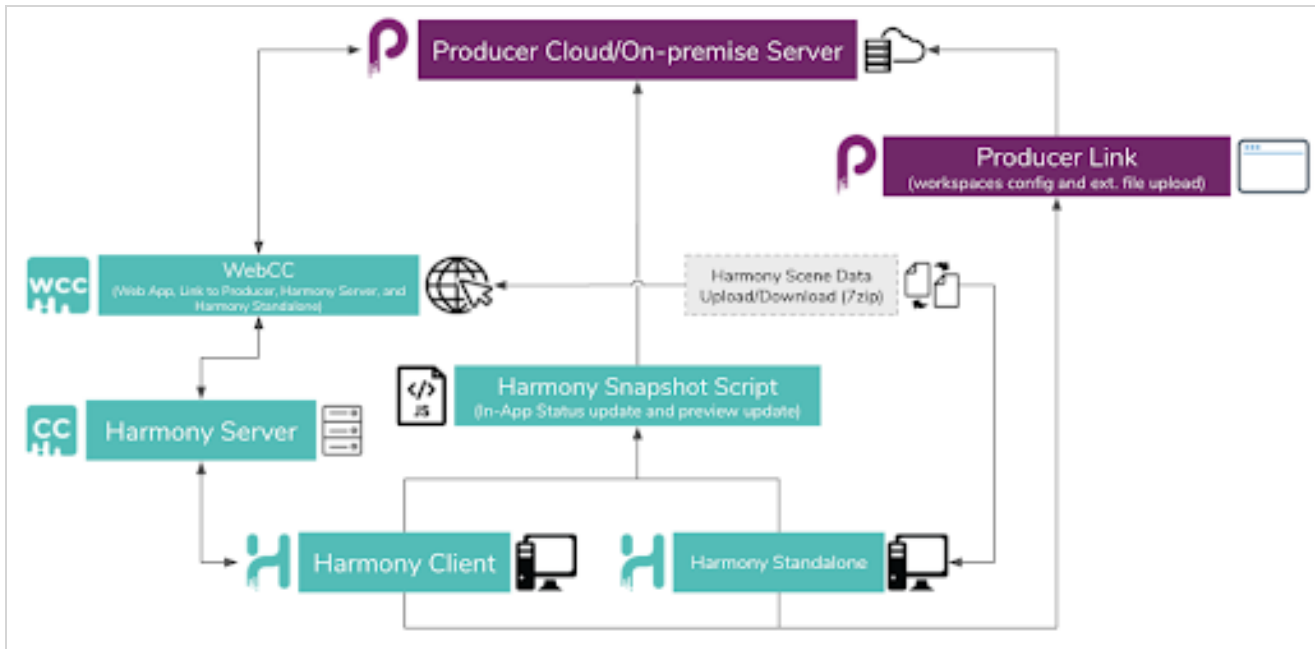 Producer Cloud/On-premise Server
Producer Link
(workspaces config and ext. file upload)
WCC
WebCC
(Web App, Link to Producer, Harmony Server, and
Harmony Standalone)
Harmony Scene Data
Upload/Download (7zip)
</>
JS
Harmony Snapshot Script
(In-App Status update and preview update)
CC
Harmony Server
Harmony Client
Harmony Standalone